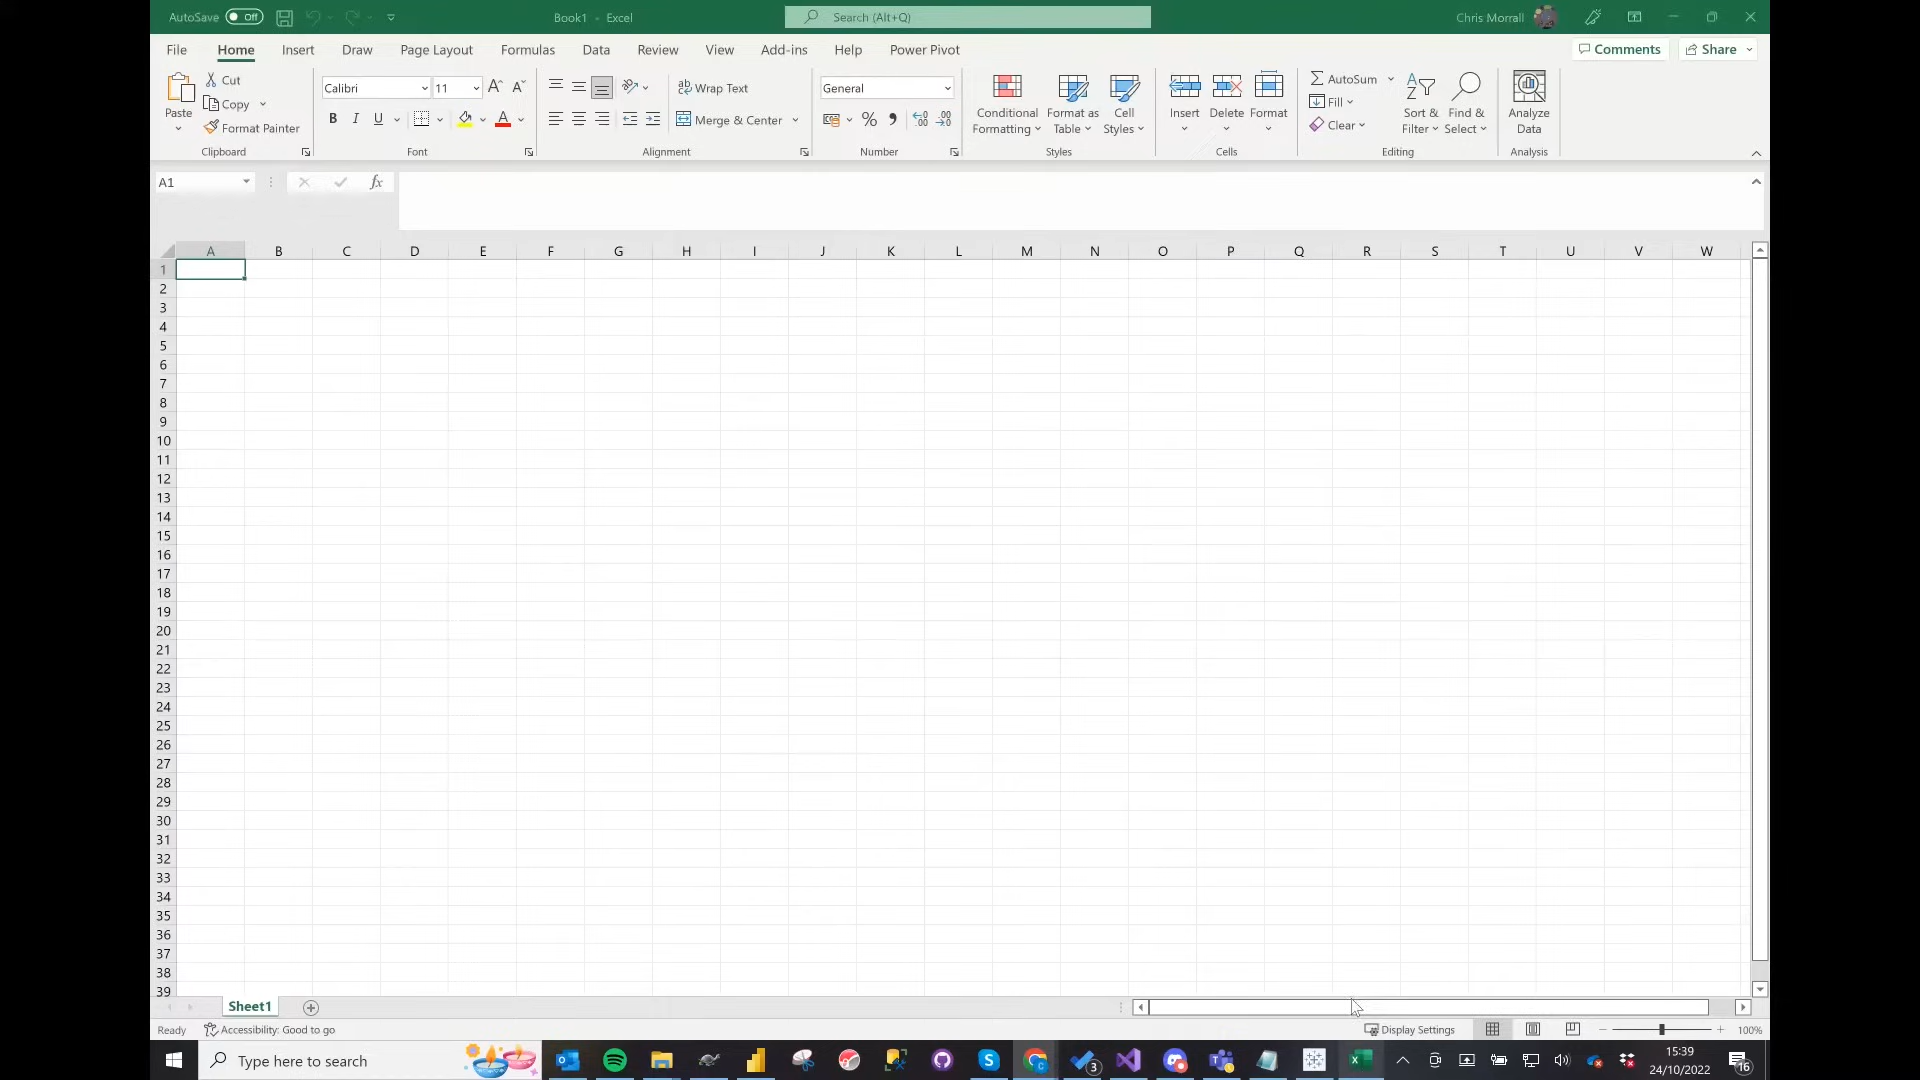 AutoSave Off Book1 - Excel Search (Alt+Q) Chris Morrall
File Home Insert Draw Page Layout Formulas Data Review View Add-ins Help Power Pivot Comments Share
Paste
Cut
Copy
Format Painter
Clipboard
Calibri 11
B I U A
Font
Wrap Text
Merge & Center
Alignment
General
Number
Conditional Formatting
Format as Table
Cell Styles
Styles
Insert
Delete
Format
Cells
AutoSum
Fill
Clear
Sort & Filter
Find & Select
Editing
Analyze Data
Analysis
A1 fx
A B C D E F G H I J K L M N O P Q R S T U V W
1
2
3
4
5
6
7
8
9
10
11
12
13
14
15
16
17
18
19
20
21
22
23
24
25
26
27
28
29
30
31
32
33
34
35
36
37
38
39
Sheet1
Ready Accessibility: Good to go Display Settings 100%
Type here to search 3 15:39
24/10/2022 16